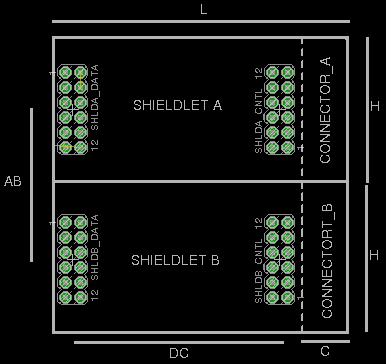 L
1
SHLDA_DATA
12
SHIELDLET A
12
SHLDA_CNTL
1
CONNECTOR_A
H
AB
1
SHLDB_DATA
12
SHIELDLET B
12
SHLDB_CNTL
1
CONNECTORT_B
H
DC
C